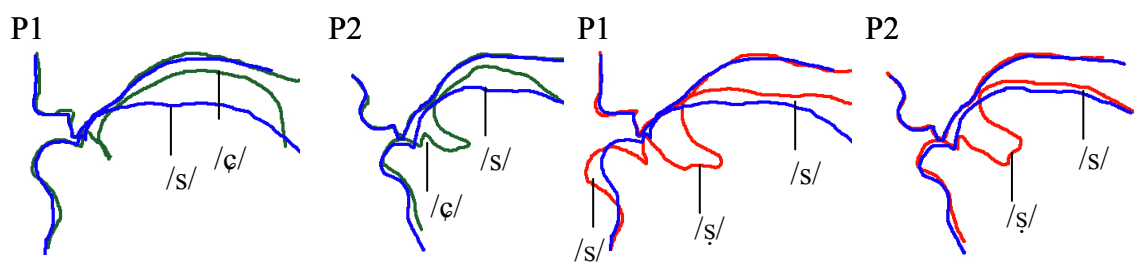 P1 P2 P1 P2
/s/ /ɕ/ /ɕ/ /s/ /s/ /ṣ/ /s/ /ṣ/ /s/